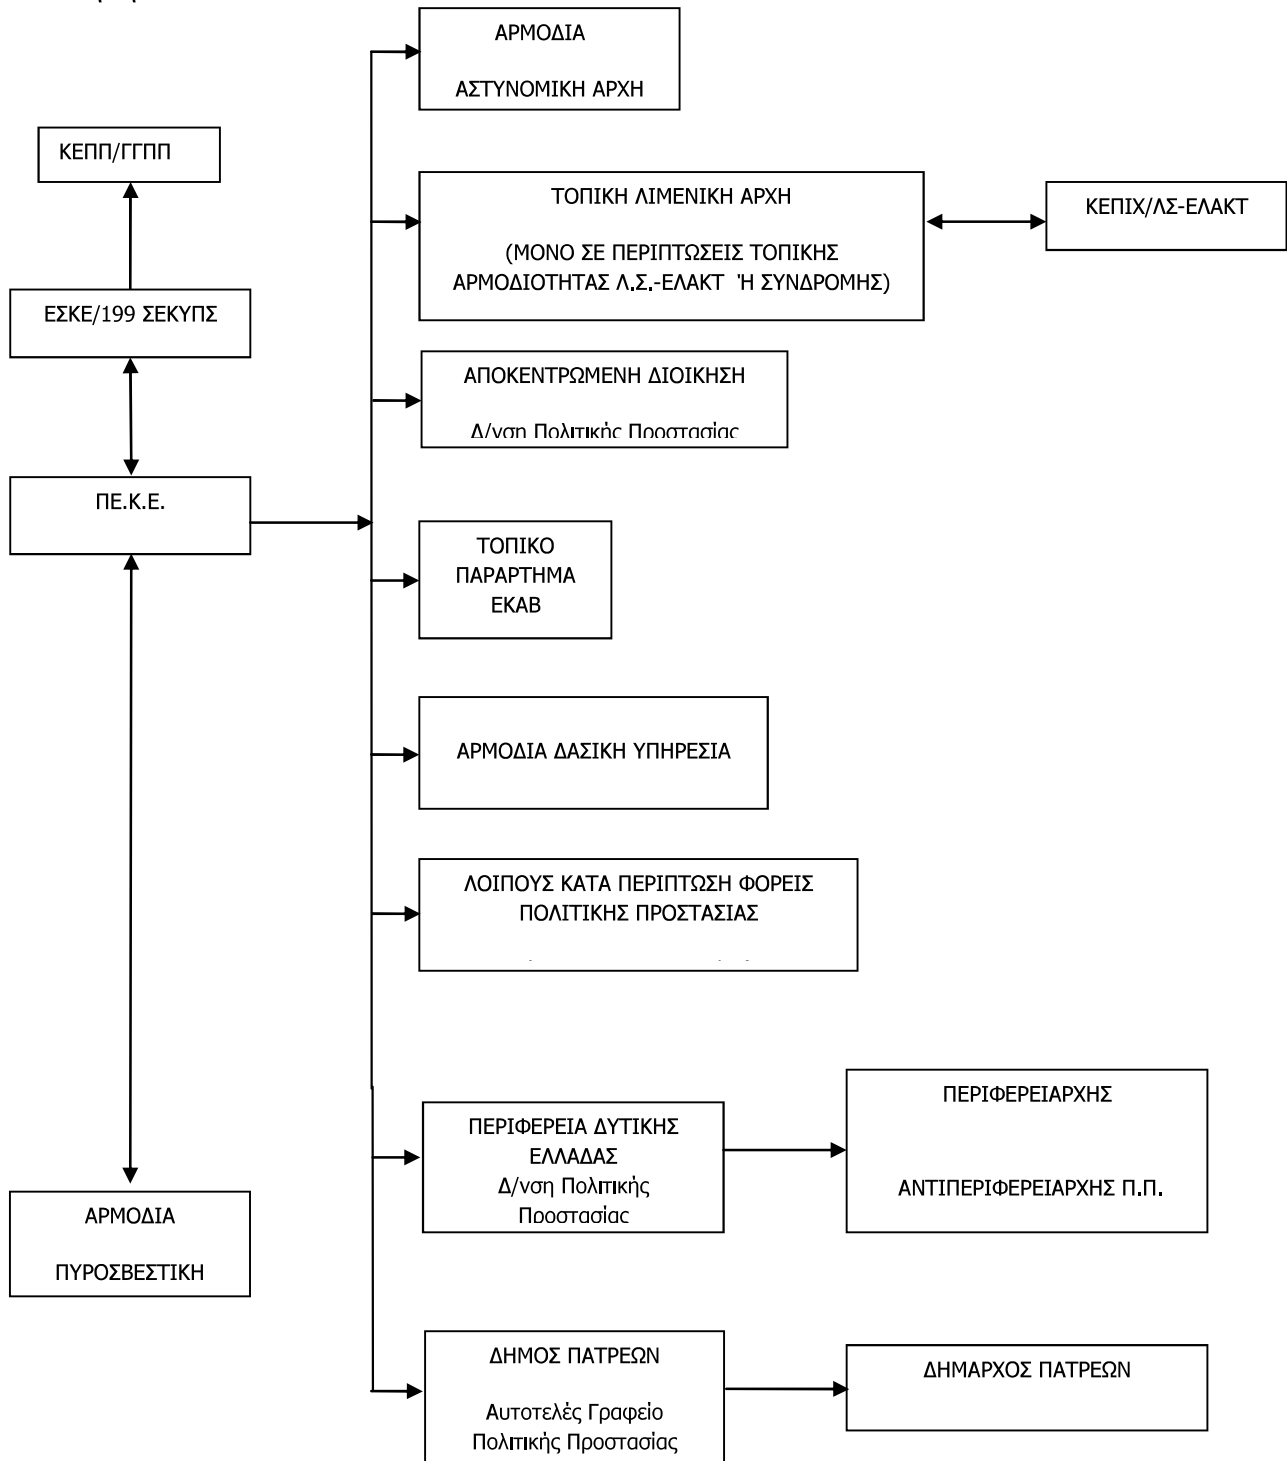 ΑΡΜΟΔΙΑ
ΑΣΤΥΝΟΜΙΚΗ ΑΡΧΗ
ΚΕΠΠ/ΓΓΠΠ
ΤΟΠΙΚΗ ΛΙΜΕΝΙΚΗ ΑΡΧΗ
(ΜΟΝΟ ΣΕ ΠΕΡΙΠΤΩΣΕΙΣ ΤΟΠΙΚΗΣ
ΑΡΜΟΔΙΟΤΗΤΑΣ Λ.Σ.-ΕΛΑΚΤ Ή ΣΥΝΔΡΟΜΗΣ)
ΚΕΠΙΧ/ΛΣ-ΕΛΑΚΤ
ΕΣΚΕ/199 ΣΕΚΥΠΣ
ΑΠΟΚΕΝΤΡΩΜΕΝΗ ΔΙΟΙΚΗΣΗ
Δ/νση Πολιτικής Προστασίας
ΠΕ.Κ.Ε.
ΤΟΠΙΚΟ
ΠΑΡΑΡΤΗΜΑ
ΕΚΑΒ
ΑΡΜΟΔΙΑ ΔΑΣΙΚΗ ΥΠΗΡΕΣΙΑ
ΛΟΙΠΟΥΣ ΚΑΤΑ ΠΕΡΙΠΤΩΣΗ ΦΟΡΕΙΣ
ΠΟΛΙΤΙΚΗΣ ΠΡΟΣΤΑΣΙΑΣ
ΠΕΡΙΦΕΡΕΙΑ ΔΥΤΙΚΗΣ
ΕΛΛΑΔΑΣ
Δ/νση Πολιτικής
Προστασίας
ΠΕΡΙΦΕΡΕΙΑΡΧΗΣ
ΑΝΤΙΠΕΡΙΦΕΡΕΙΑΡΧΗΣ Π.Π.
ΑΡΜΟΔΙΑ
ΠΥΡΟΣΒΕΣΤΙΚΗ
ΔΗΜΟΣ ΠΑΤΡΕΩΝ
Αυτοτελές Γραφείο
Πολιτικής Προστασίας
ΔΗΜΑΡΧΟΣ ΠΑΤΡΕΩΝ